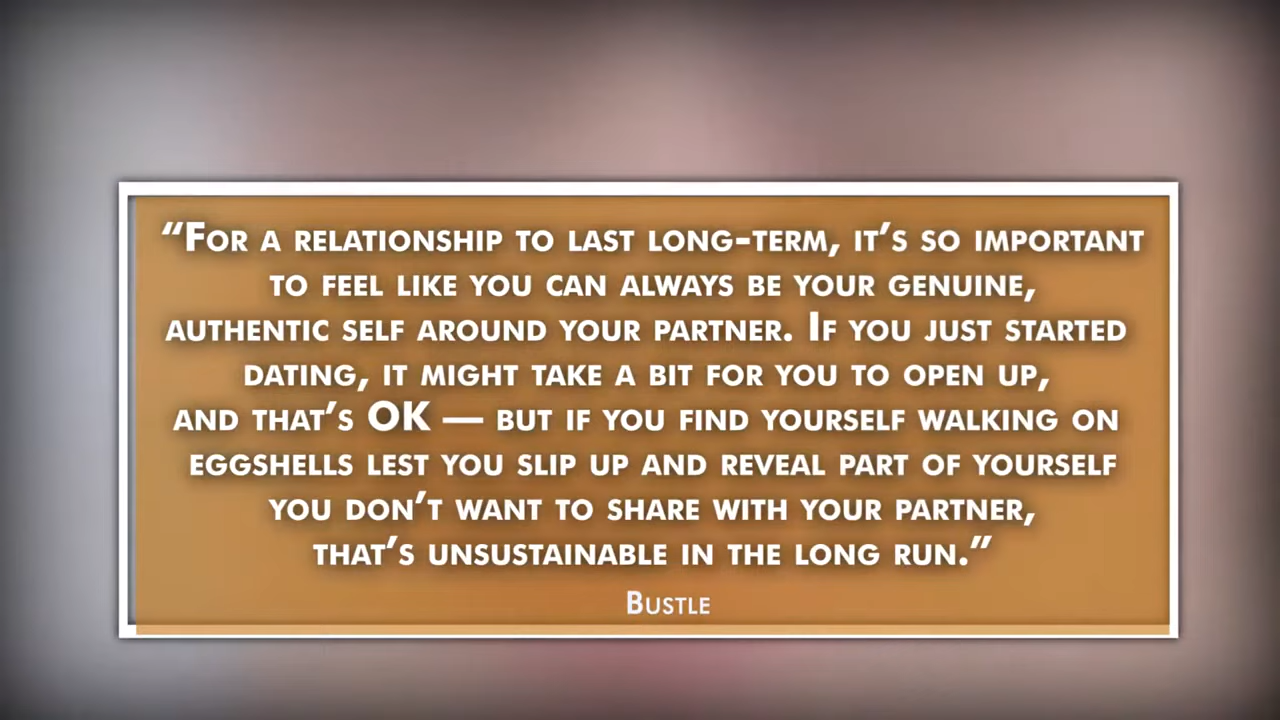 “For a relationship to last long-term, it’s so important
to feel like you can always be your genuine,
authentic self around your partner. If you just started
dating, it might take a bit for you to open up,
and that’s OK — but if you find yourself walking on
eggshells lest you slip up and reveal part of yourself
you don’t want to share with your partner,
that’s unsustainable in the long run.”
Bustle